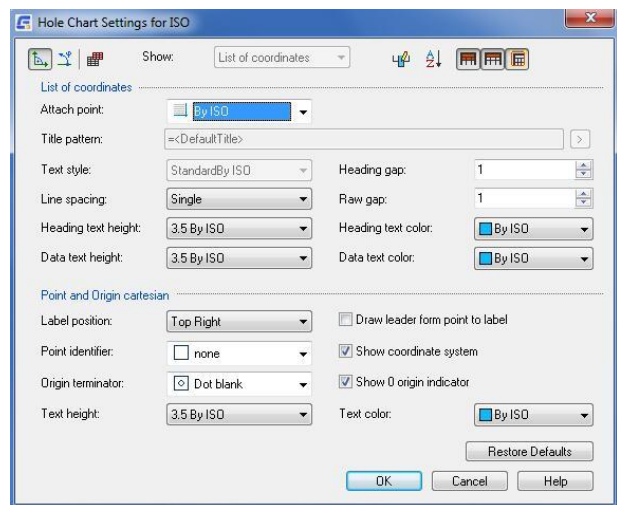 Hole Chart Settings for ISO
Show: List of coordinates
List of coordinates
Attach point: By ISO
Title pattern: =<DefaultTitle> >
Text style: StandardBy ISO Heading gap: 1
Line spacing: Single Raw gap: 1
Heading text height: 3.5 By ISO Heading text color: By ISO
Data text height: 3.5 By ISO Data text color: By ISO
Point and Origin cartesian
Label position: Top Right Draw leader form point to label
Point identifier: none Show coordinate system
Origin terminator: Dot blank Show 0 origin indicator
Text height: 3.5 By ISO Text color: By ISO
Restore Defaults
OK Cancel Help